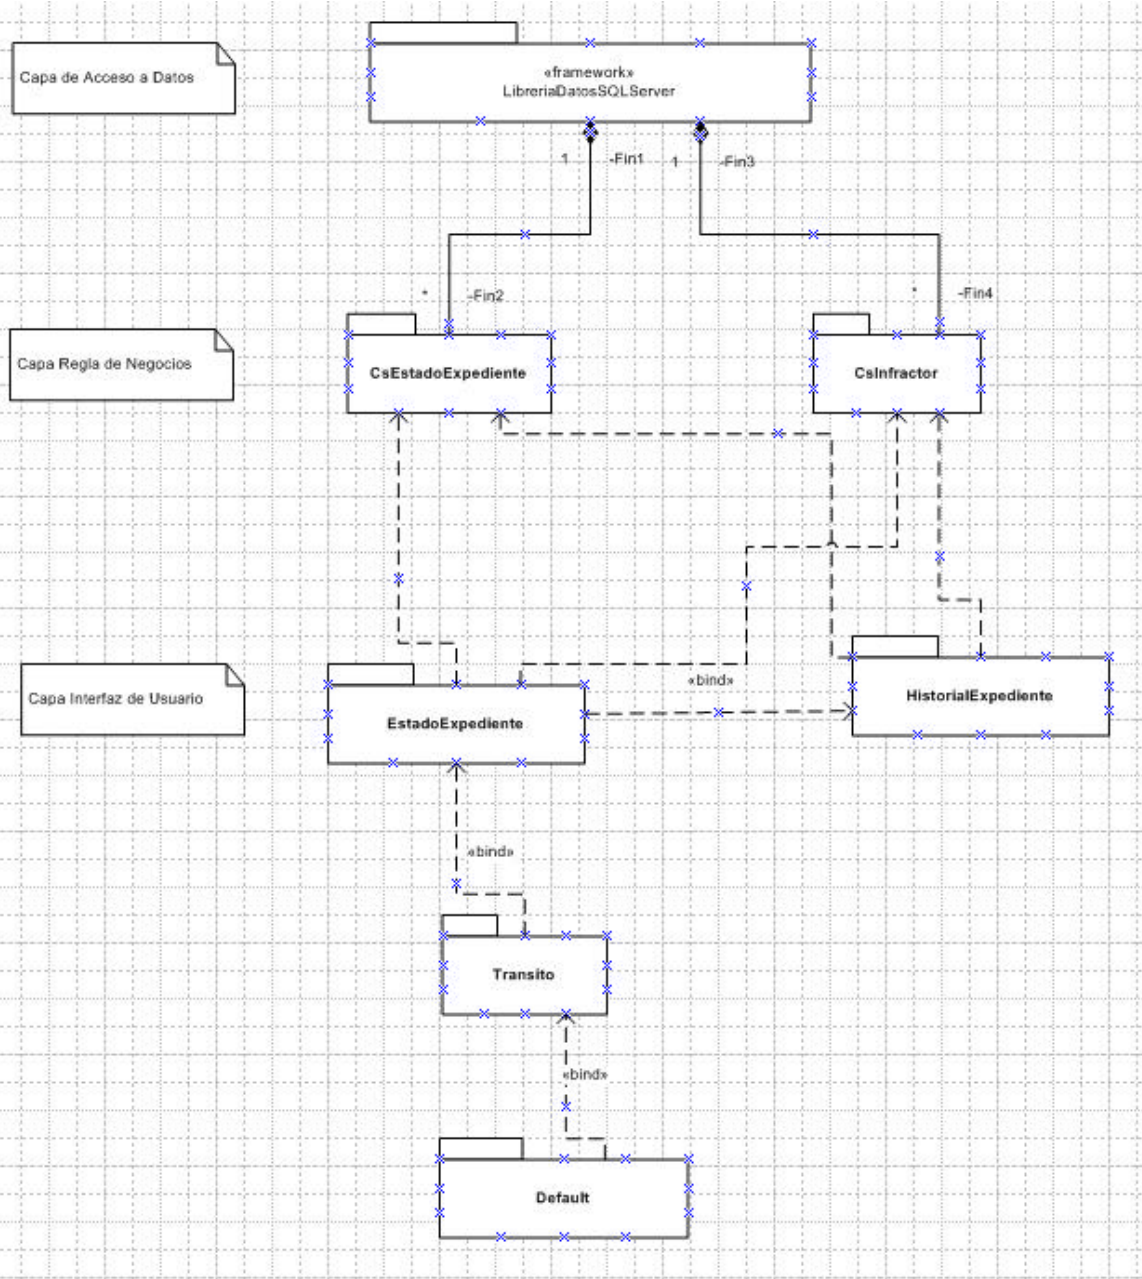 Capa de Acceso a Datos
«framework»
LibreriaDatosSQLServer
1
-Fin1
1
-Fin3
*
-Fin2
*
-Fin4
Capa Regla de Negocios
CsEstadoExpediente
CsInfractor
Capa Interfaz de Usuario
«bind»
EstadoExpediente
HistorialExpediente
«bind»
Transito
«bind»
Default